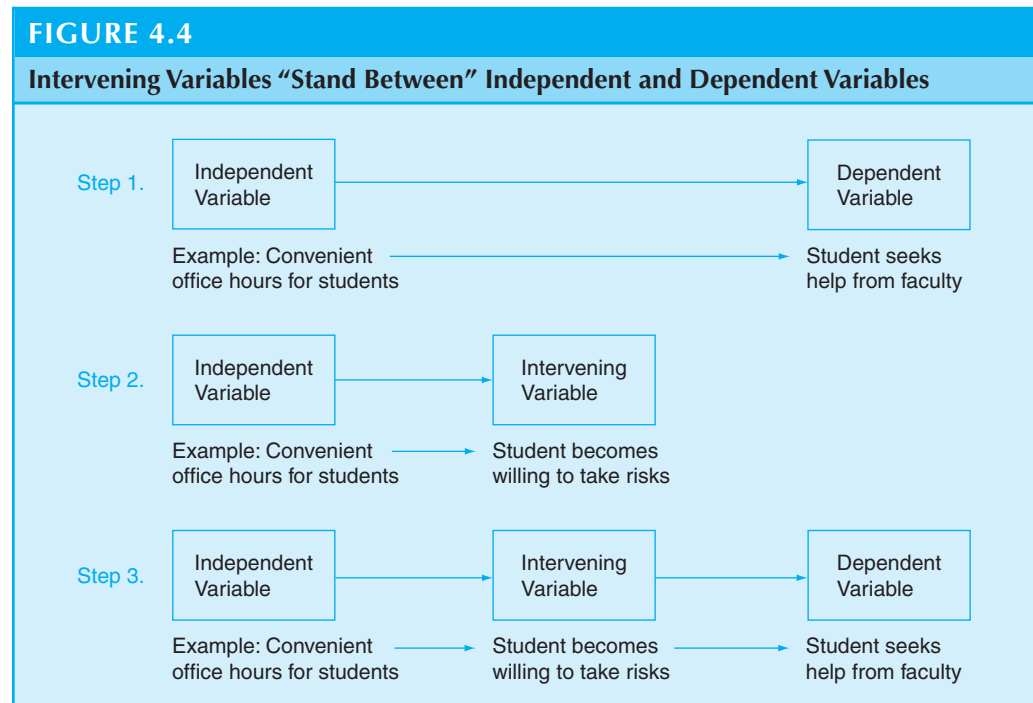 FIGURE 4.4
Intervening Variables “Stand Between” Independent and Dependent Variables
Step 1.
Independent
Variable
Dependent
Variable
Example: Convenient
office hours for students
Student seeks
help from faculty
Step 2.
Independent
Variable
Intervening
Variable
Example: Convenient
office hours for students
Student becomes
willing to take risks
Step 3.
Independent
Variable
Intervening
Variable
Dependent
Variable
Example: Convenient
office hours for students
Student becomes
willing to take risks
Student seeks
help from faculty